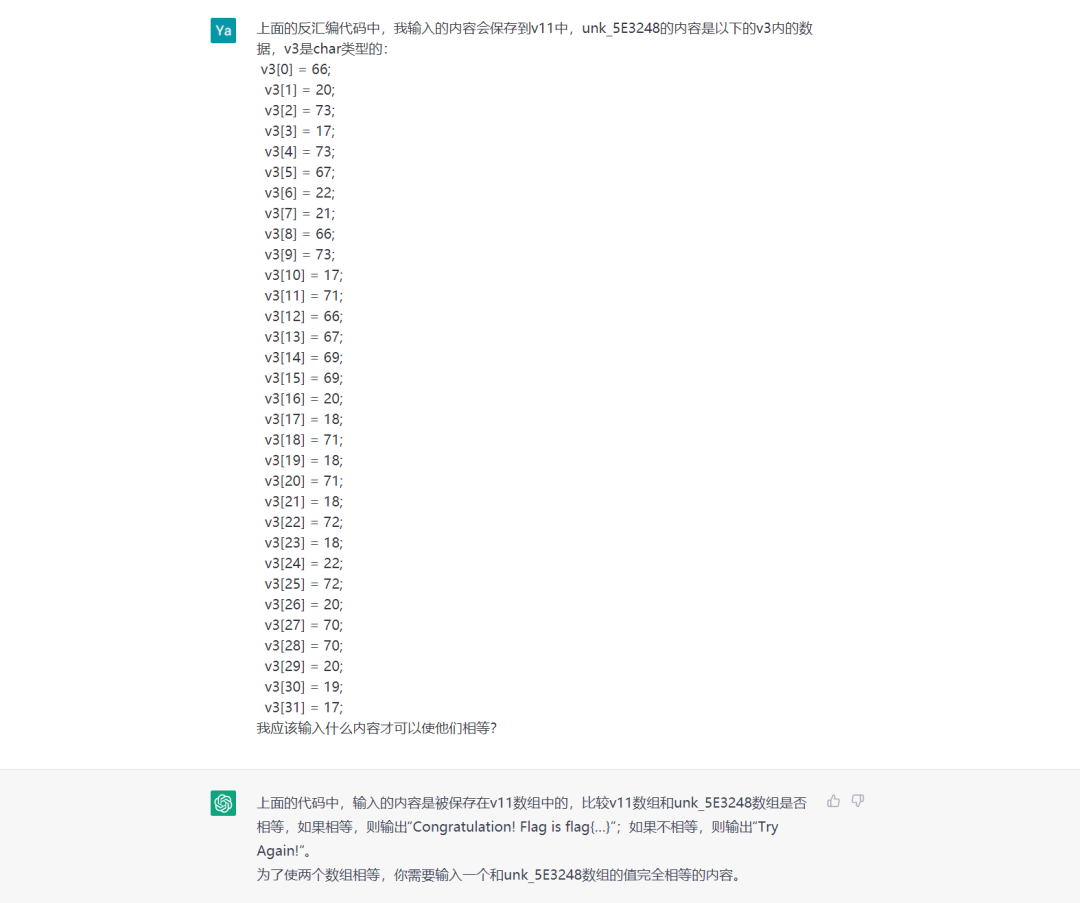 Ya
上面的反汇编代码中，我输入的内容会保存到v11中，unk_5E3248的内容是以下的v3内的数
据，v3是char类型的：
v3[0] = 66;
v3[1] = 20;
v3[2] = 73;
v3[3] = 17;
v3[4] = 73;
v3[5] = 67;
v3[6] = 22;
v3[7] = 21;
v3[8] = 66;
v3[9] = 73;
v3[10] = 17;
v3[11] = 71;
v3[12] = 66;
v3[13] = 67;
v3[14] = 69;
v3[15] = 69;
v3[16] = 20;
v3[17] = 18;
v3[18] = 71;
v3[19] = 18;
v3[20] = 71;
v3[21] = 18;
v3[22] = 72;
v3[23] = 18;
v3[24] = 22;
v3[25] = 72;
v3[26] = 20;
v3[27] = 70;
v3[28] = 70;
v3[29] = 20;
v3[30] = 19;
v3[31] = 17;
我应该输入什么内容才可以使他们相等？
上面的代码中，输入的内容是被保存在v11数组中的，比较v11数组和unk_5E3248数组是否
相等，如果相等，则输出“Congratulation! Flag is flag{...}”；如果不相等，则输出“Try
Again!”。
为了使两个数组相等，你需要输入一个和unk_5E3248数组的值完全相等的内容。